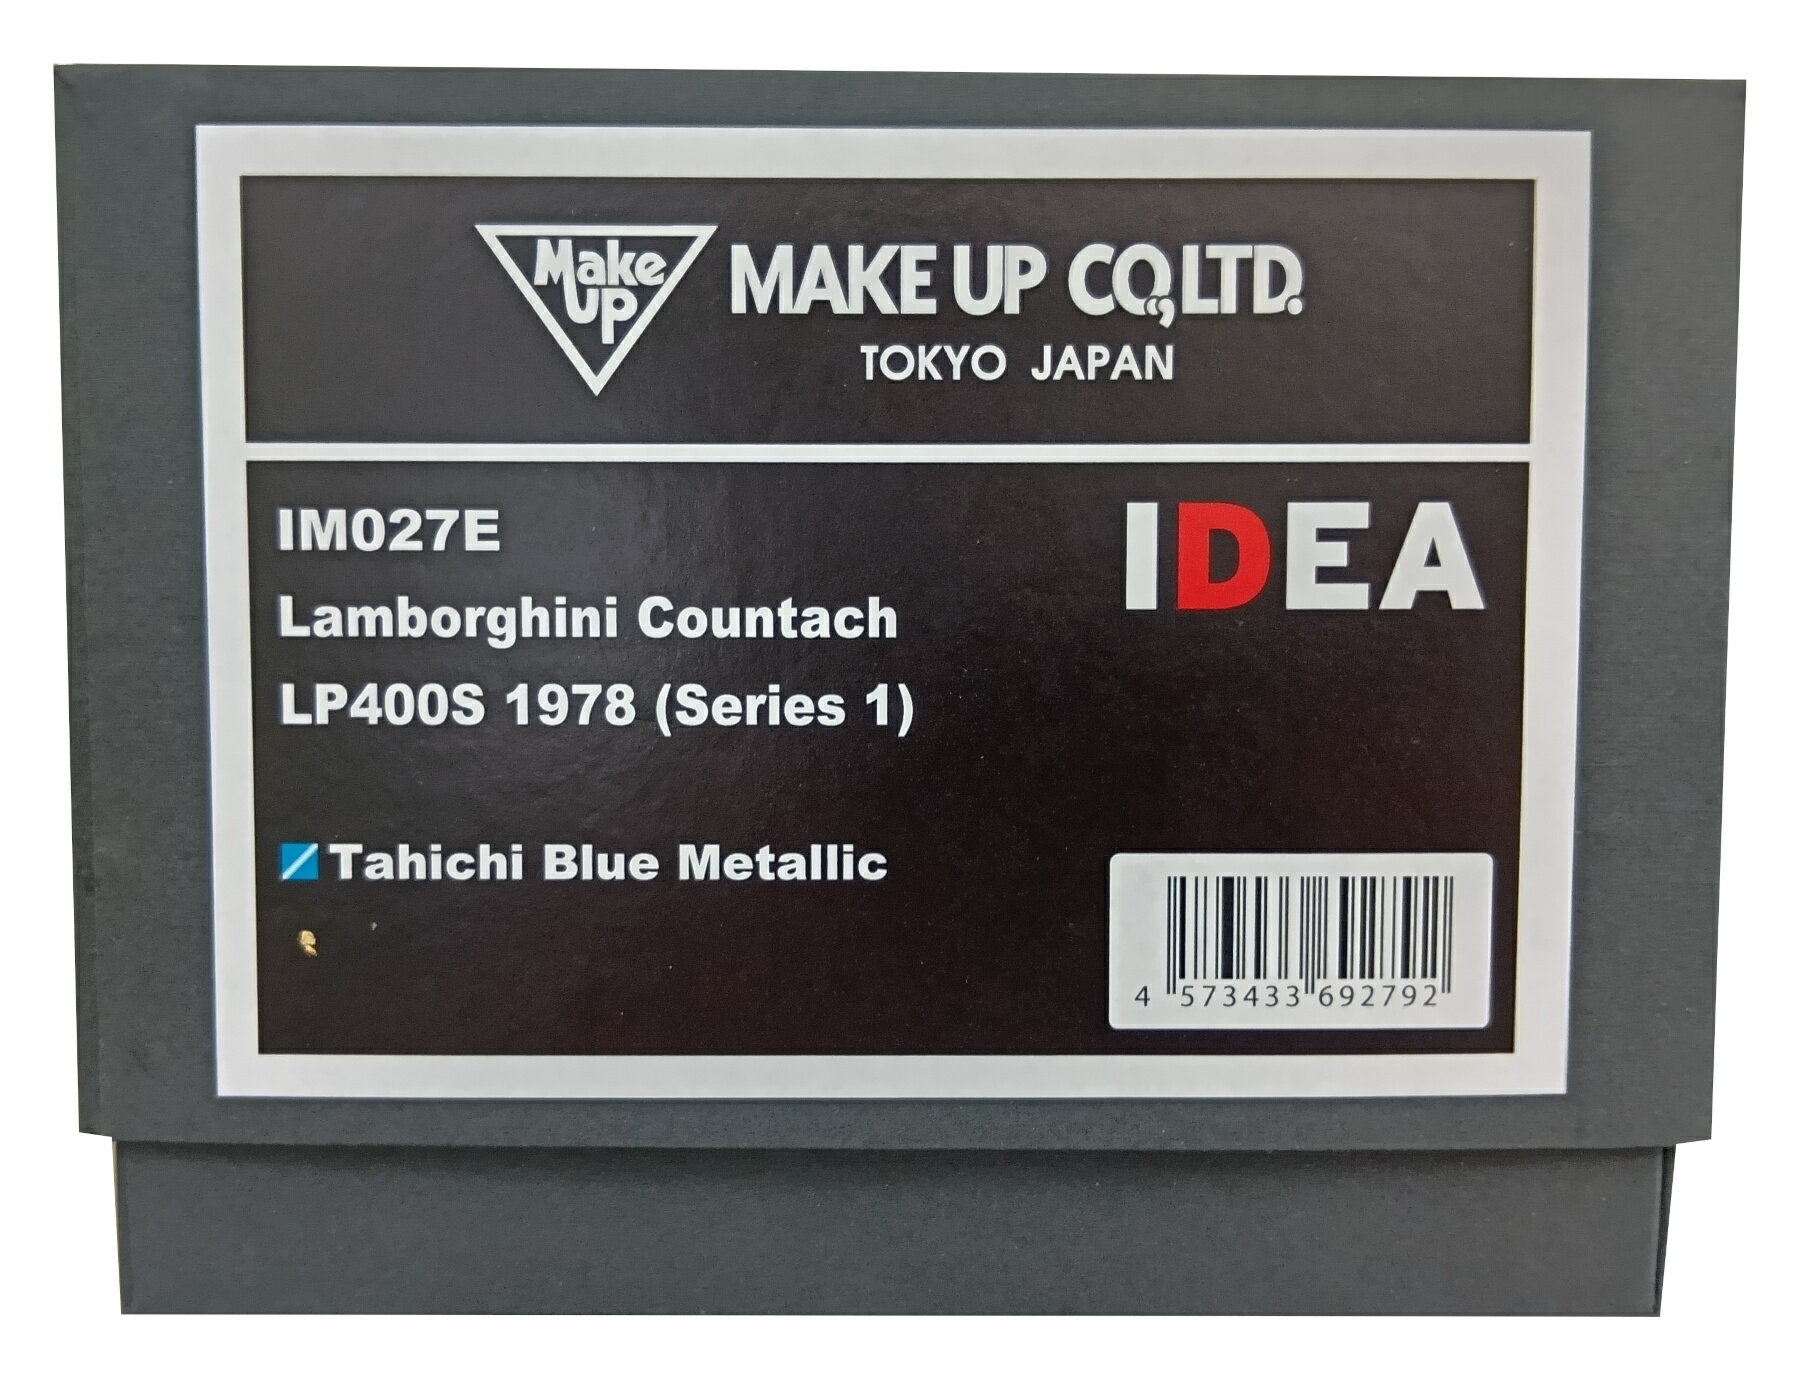 Make
UP
MAKE UP CO.,LTD.
TOKYO JAPAN
IM027E
IDEA
Lamborghini Countach
LP400S 1978 (Series 1)
Tahichi Blue Metallic
4 573433 692792